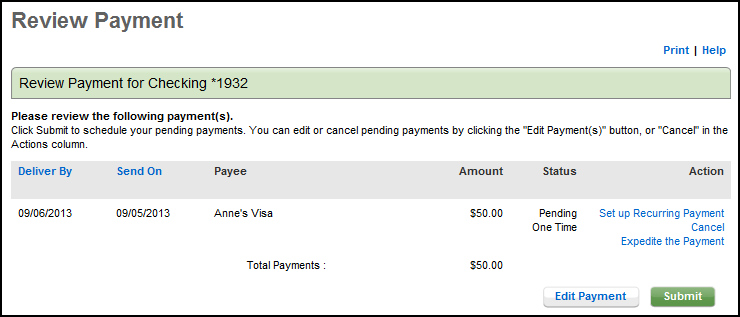 Review Payment
Print | Help
Review Payment for Checking *1932
Please review the following payment(s).
Click Submit to schedule your pending payments. You can edit or cancel pending payments by clicking the "Edit Payment(s)" button, or "Cancel" in the
Actions column.
Deliver By Send On Payee Amount Status Action
09/06/2013 09/05/2013 Anne's Visa $50.00 Pending Set up Recurring Payment
One Time Cancel
Expedite the Payment
Total Payments : $50.00
Edit Payment Submit